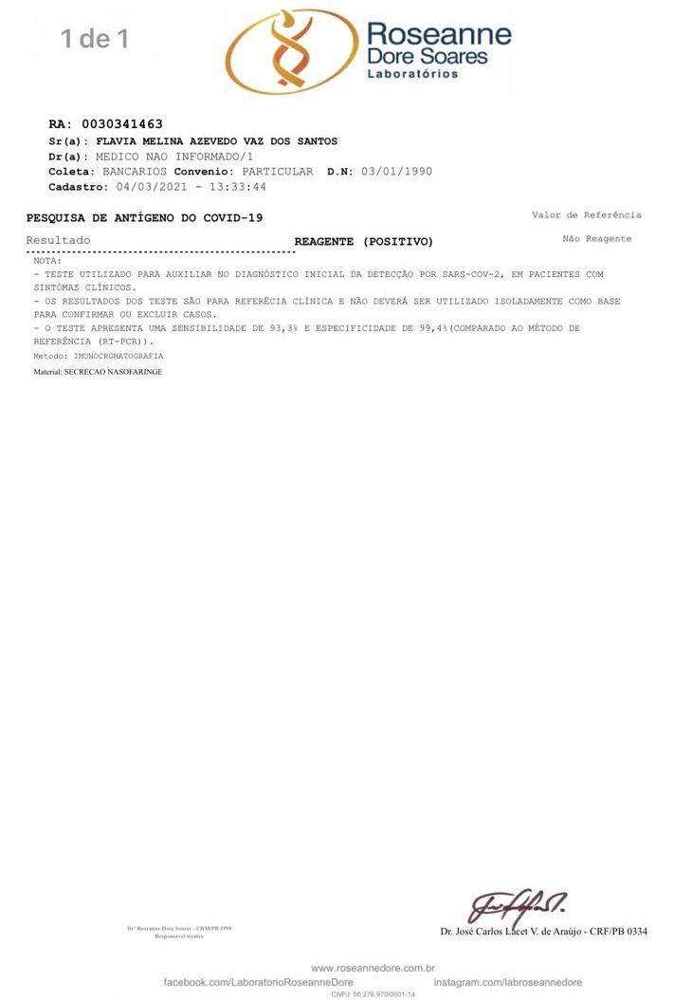 1 de 1
Roseanne
Dore Soares
Laboratórios
RA: 0030341463
Sr(a): FLAVIA MELINA AZEVEDO VAZ DOS SANTOS
Dr(a): MEDICO NAO INFORMADO/1
Coleta: BANCARIOS Convenio: PARTICULAR D.N: 03/01/1990
Cadastro: 04/03/2021 - 13:33:44
PESQUISA DE ANTÍGENO DO COVID-19 Valor de Referência
Resultado REAGENTE (POSITIVO) Não Reagente
NOTA:
- TESTE UTILIZADO PARA AUXILIAR NO DIAGNÓSTICO INICIAL DA DETECÇÃO POR SARS-COV-2, EM PACIENTES COM
SINTÓMAS CLÍNICOS.
- OS RESULTADOS DOS TESTE SÃO PARA REFERÊCIA CLÍNICA E NÃO DEVERÁ SER UTILIZADO ISOLADAMENTE COMO BASE
PARA CONFIRMAR OU EXCLUIR CASOS.
- O TESTE APRESENTA UMA SENSIBILIDADE DE 93,3% E ESPECIFICIDADE DE 99,4%(COMPARADO AO MÉTODO DE
REFERÊNCIA (RT-PCR)).
Metodo: IMUNOCROMATOGRAFIA
Material: SECRECAO NASOFARINGE
Drª Roseanne Dore Soares - CRM/PB 1598
Responsável técnico
Dr. José Carlos Lacet V. de Araújo - CRF/PB 0334
www.roseannedore.com.br
facebook.com/LaboratorioRoseanneDore instagram.com/labroseannedore
CNPJ: 00.276.970/0001-14